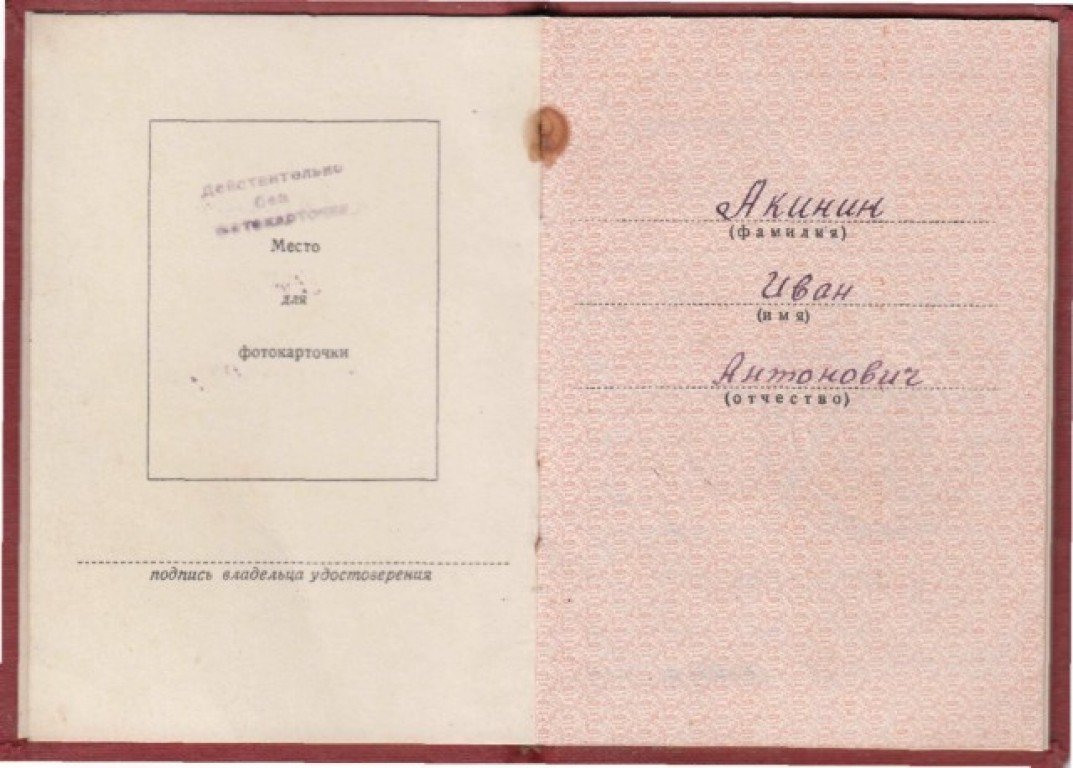 Действительно
без
фотокарточки
Место
для
фотокарточки
подпись владельца удостоверения
Акинин
(фамилия)
Иван
(имя)
Антонович
(отчество)